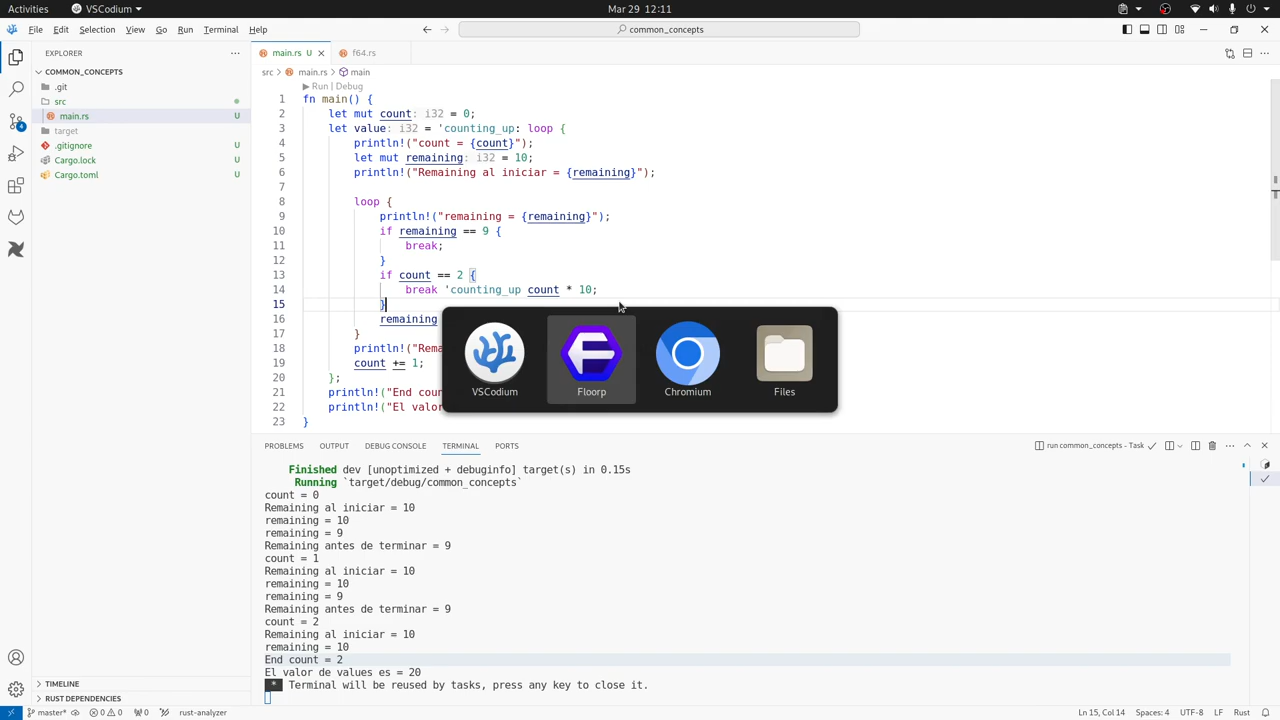 Activities
VSCodium
Mar 29 12:11
File Edit Selection View Go Run Terminal Help
common_concepts
EXPLORER
main.rs U
f64.rs
COMMON_CONCEPTS
src > main.rs > main
.git
src
main.rs U
target
.gitignore U
Cargo.lock U
Cargo.toml U
Run | Debug
1 fn main() {
2 let mut count: i32 = 0;
3 let value: i32 = 'counting_up: loop {
4 println!("count = {count}");
5 let mut remaining: i32 = 10;
6 println!("Remaining al iniciar = {remaining}");
7
8 loop {
9 println!("remaining = {remaining}");
10 if remaining == 9 {
11 break;
12 }
13 if count == 2 {
14 break 'counting_up count * 10;
15 }
16 remaining
17 }
18 println!("Rema
19 count += 1;
20 };
21 println!("End coun
22 println!("El valor
23 }
VSCodium
Floorp
Chromium
Files
PROBLEMS OUTPUT DEBUG CONSOLE TERMINAL PORTS
run common_concepts - Task
Finished dev [unoptimized + debuginfo] target(s) in 0.15s
Running `target/debug/common_concepts`
count = 0
Remaining al iniciar = 10
remaining = 10
remaining = 9
Remaining antes de terminar = 9
count = 1
Remaining al iniciar = 10
remaining = 10
remaining = 9
Remaining antes de terminar = 9
count = 2
Remaining al iniciar = 10
remaining = 10
End count = 2
El valor de values es = 20
* Terminal will be reused by tasks, press any key to close it.
TIMELINE
RUST DEPENDENCIES
4
master*
0 0
0
rust-analyzer
Ln 15, Col 14
Spaces: 4
UTF-8
LF
Rust